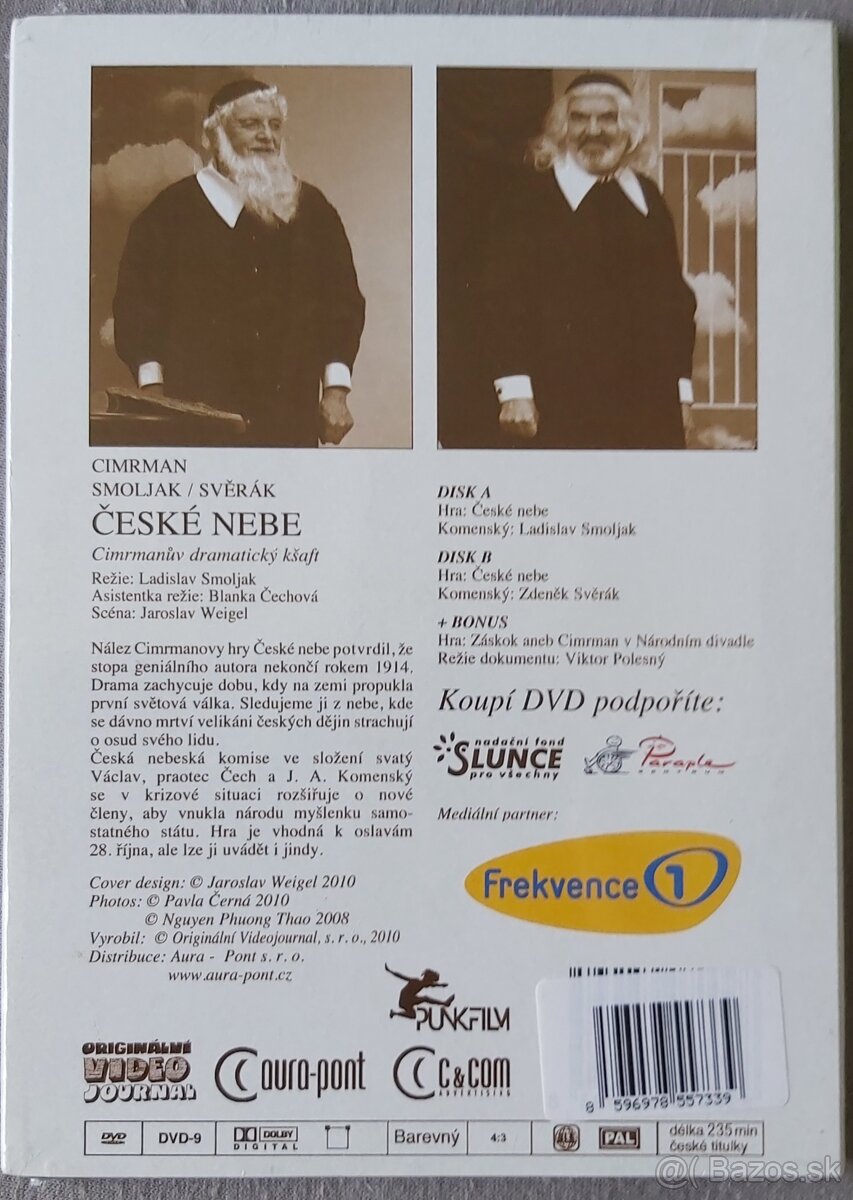 CIMRMAN
SMOLJAK / SVĚRÁK
ČESKÉ NEBE
Cimrmanův dramatický kšaft
Režie: Ladislav Smoljak
Asistentka režie: Blanka Čechová
Scéna: Jaroslav Weigel
Nález Cimrmanovy hry České nebe potvrdil, že
stopa geniálního autora nekončí rokem 1914.
Drama zachycuje dobu, kdy na zemi propukla
první světová válka. Sledujeme ji z nebe, kde
se dávno mrtví velikáni českých dějin strachují
o osud svého lidu.
Česká nebeská komise ve složení svatý
Václav, praotec Čech a J. A. Komenský
se v krizové situaci rozšiřuje o nové
členy, aby vnukla národu myšlenku samo-
statného státu. Hra je vhodná k oslavám
28. října, ale lze ji uvádět i jindy.
Cover design: © Jaroslav Weigel 2010
Photos: © Pavla Černá 2010
© Nguyen Phuong Thao 2008
Vyrobil: © Originální Videojournal, s. r. o., 2010
Distribuce: Aura - Pont s. r. o.
www.aura-pont.cz
DISK A
Hra: České nebe
Komenský: Ladislav Smoljak
DISK B
Hra: České nebe
Komenský: Zdeněk Svěrák
+ BONUS
Hra: Záskok aneb Cimrman v Národním divadle
Režie dokumentu: Viktor Polesný
Koupí DVD podpoříte:
nadační fond
SLUNCE
pro všechny
Paraple
CENTRUM
Mediální partner:
Frekvence 1
PUNKFILM
ORIGINÁLNÍ
VIDEO
JOURNAL
aura-pont
C&COM
ADVERTISING
8 596978 557339
DVD
DVD-9
DOLBY
DIGITAL
Barevný
4:3
ALL
PAL
délka 235 min
české titulky
@( Bazos.sk